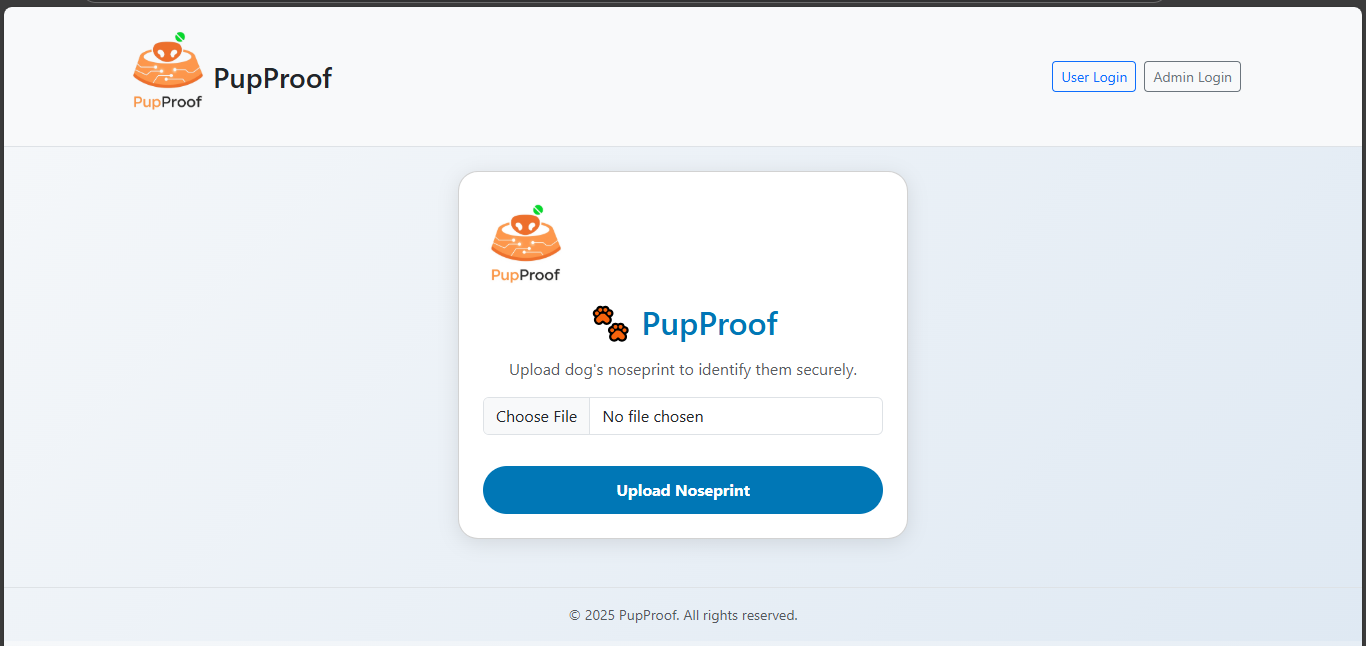 PupProof
PupProof
User Login
Admin Login
PupProof
PupProof
Upload dog's noseprint to identify them securely.
Choose File
No file chosen
Upload Noseprint
© 2025 PupProof. All rights reserved.